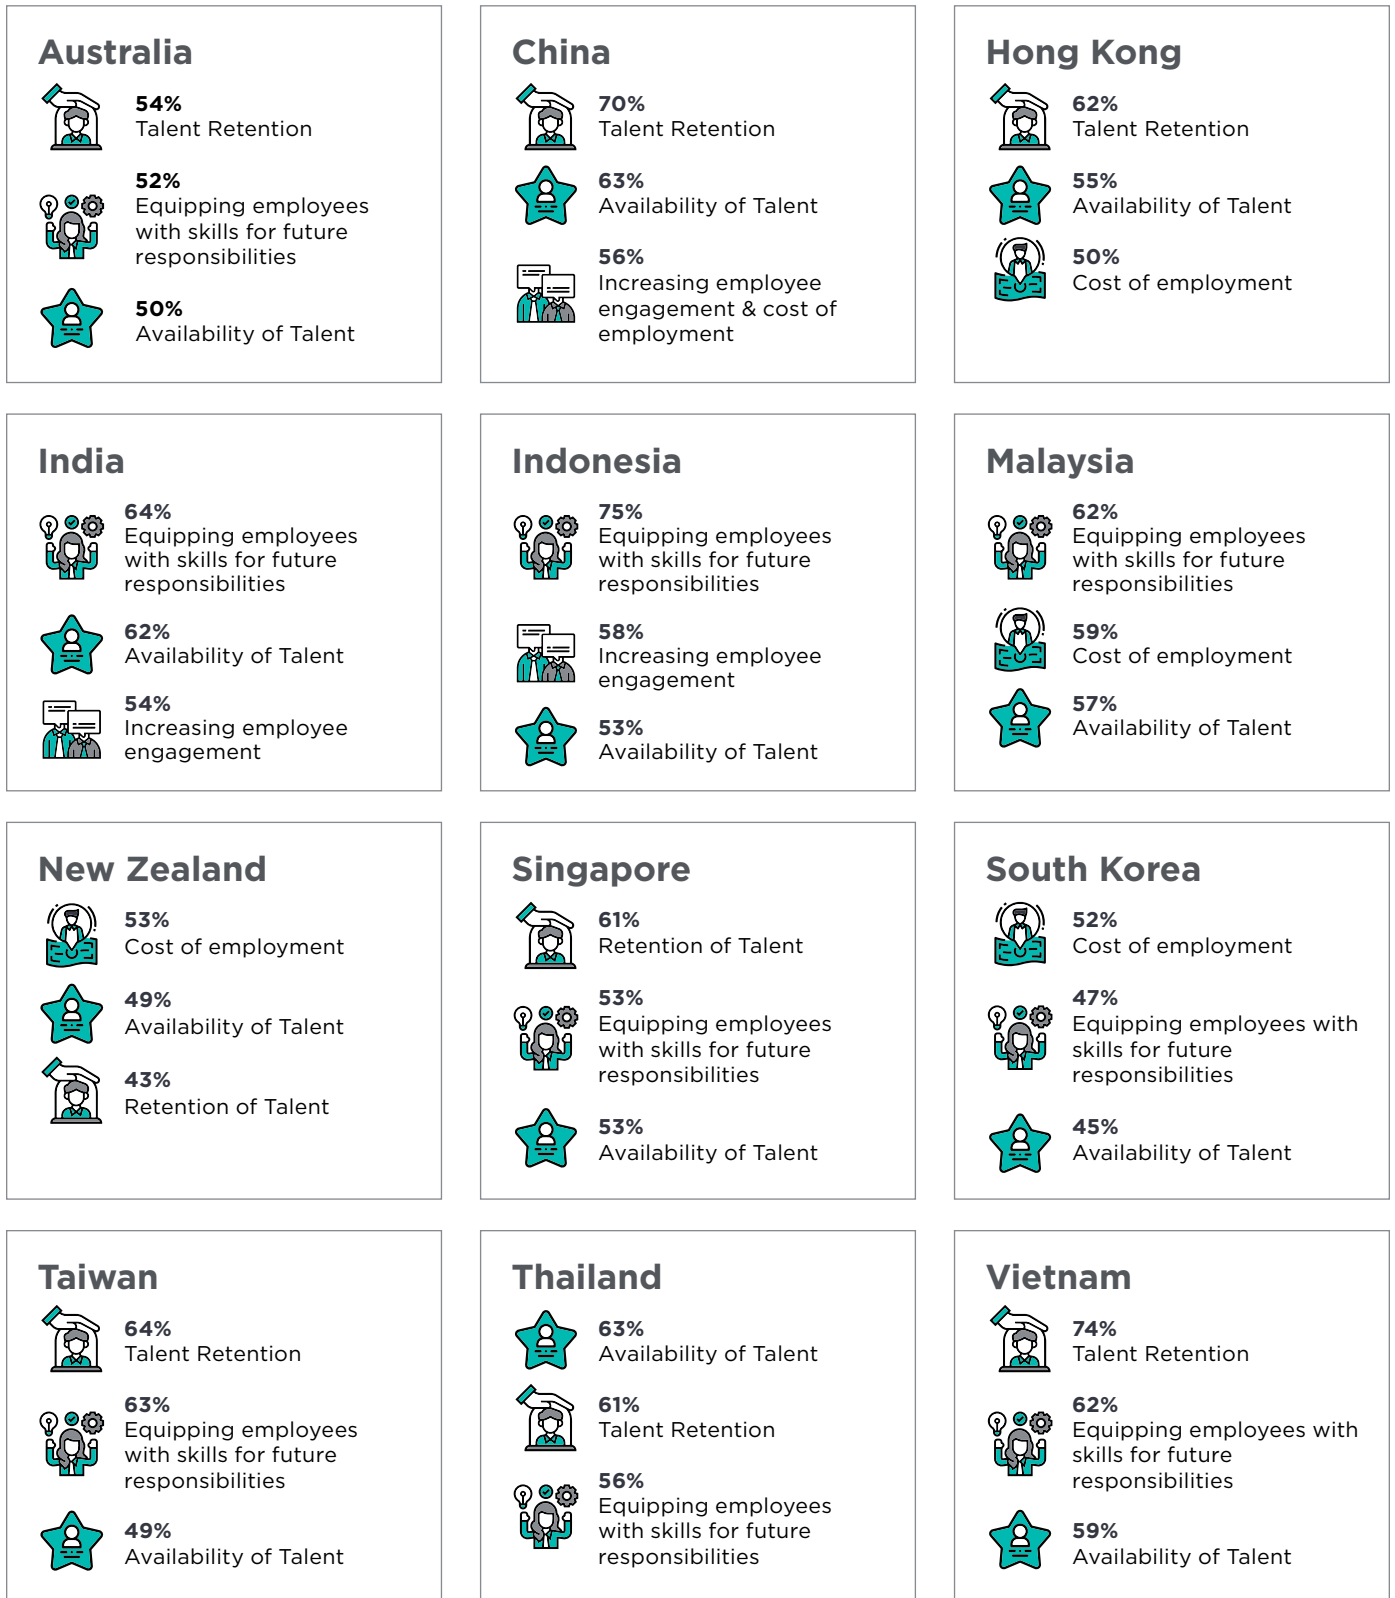 Australia
54%
Talent Retention
52%
Equipping employees
with skills for future
responsibilities
50%
Availability of Talent
China
70%
Talent Retention
63%
Availability of Talent
56%
Increasing employee
engagement & cost of
employment
Hong Kong
62%
Talent Retention
55%
Availability of Talent
50%
Cost of employment
India
64%
Equipping employees
with skills for future
responsibilities
62%
Availability of Talent
54%
Increasing employee
engagement
Indonesia
75%
Equipping employees
with skills for future
responsibilities
58%
Increasing employee
engagement
53%
Availability of Talent
Malaysia
62%
Equipping employees
with skills for future
responsibilities
59%
Cost of employment
57%
Availability of Talent
New Zealand
53%
Cost of employment
49%
Availability of Talent
43%
Retention of Talent
Singapore
61%
Retention of Talent
53%
Equipping employees
with skills for future
responsibilities
53%
Availability of Talent
South Korea
52%
Cost of employment
47%
Equipping employees with
skills for future
responsibilities
45%
Availability of Talent
Taiwan
64%
Talent Retention
63%
Equipping employees
with skills for future
responsibilities
49%
Availability of Talent
Thailand
63%
Availability of Talent
61%
Talent Retention
56%
Equipping employees
with skills for future
responsibilities
Vietnam
74%
Talent Retention
62%
Equipping employees with
skills for future
responsibilities
59%
Availability of Talent